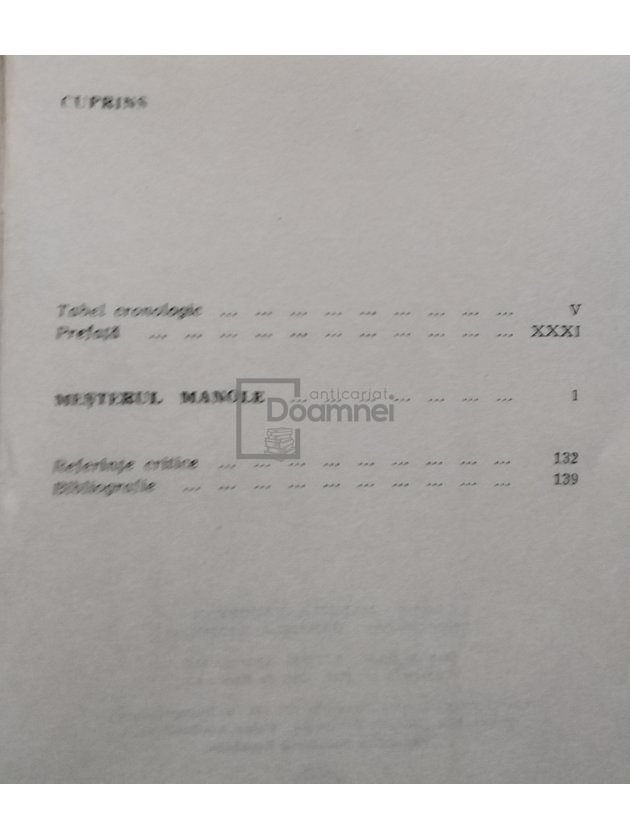 CUPRINS
Tabel cronologic ... ... ... ... ... ... ... ... ... V
Prefață ... ... ... ... ... ... ... ... ... ... ... XXXI
MEȘTERUL MANOLE ... ... ... ... ... ... ... 1
anticariat
Doamnei
Referințe critice ... ... ... ... ... ... ... ... ... 132
Bibliografie ... ... ... ... ... ... ... ... ... ... 139